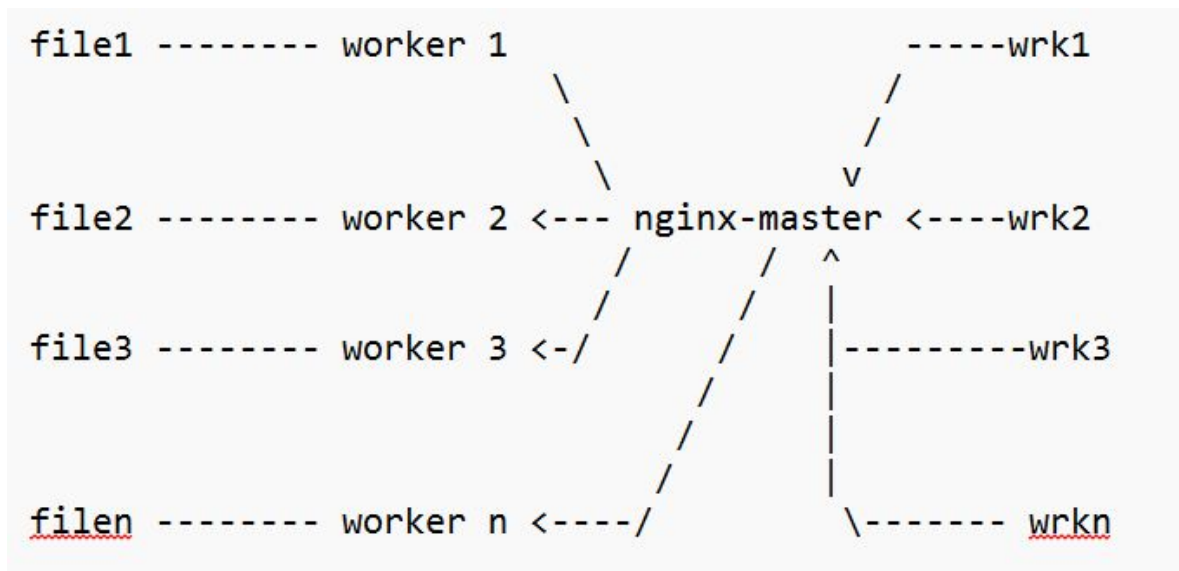 file1 -------- worker 1                   -----wrk1
                         \               /
                          \             /
                           \           v
file2 -------- worker 2 <--- nginx-master <----wrk2
                            /      /  ^
                           /      /   |
file3 -------- worker 3 <-/      /    |---------wrk3
                                /     |
                               /      |
                              /       |
filen -------- worker n <----/         \------- wrkn